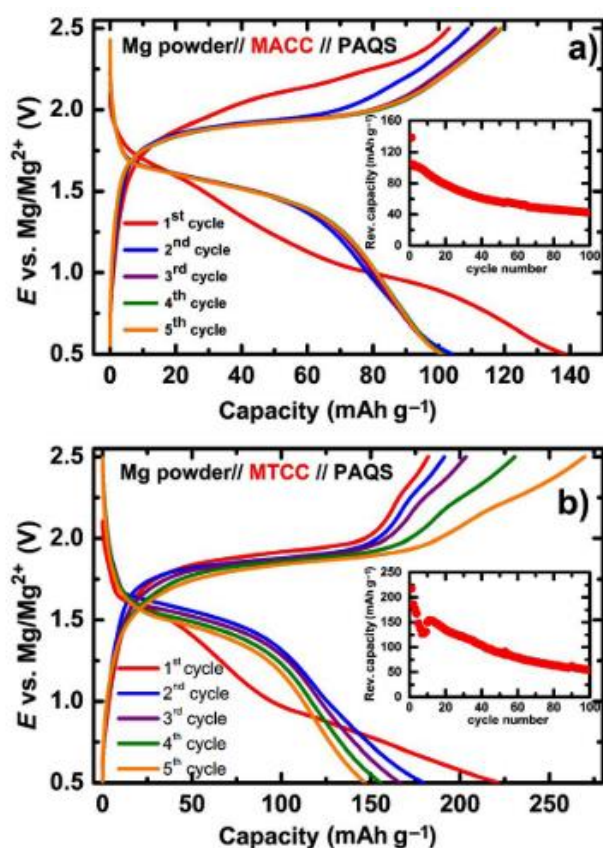 Mg powder// MACC // PAQS
a)
E vs. Mg/Mg²⁺ (V)
2.5
2.0
1.5
1.0
0.5
1ˢᵗ cycle
2ⁿᵈ cycle
3ʳᵈ cycle
4ᵗʰ cycle
5ᵗʰ cycle
Rev. capacity (mAh g⁻¹)
160
120
80
40
0
0 20 40 60 80 100
cycle number
0 20 40 60 80 100 120 140
Capacity (mAh g⁻¹)
Mg powder// MTCC // PAQS
b)
E vs. Mg/Mg²⁺ (V)
2.5
2.0
1.5
1.0
0.5
1ˢᵗ cycle
2ⁿᵈ cycle
3ʳᵈ cycle
4ᵗʰ cycle
5ᵗʰ cycle
Rev. capacity (mAh g⁻¹)
250
200
150
100
50
0
0 20 40 60 80 100
cycle number
0 50 100 150 200 250
Capacity (mAh g⁻¹)